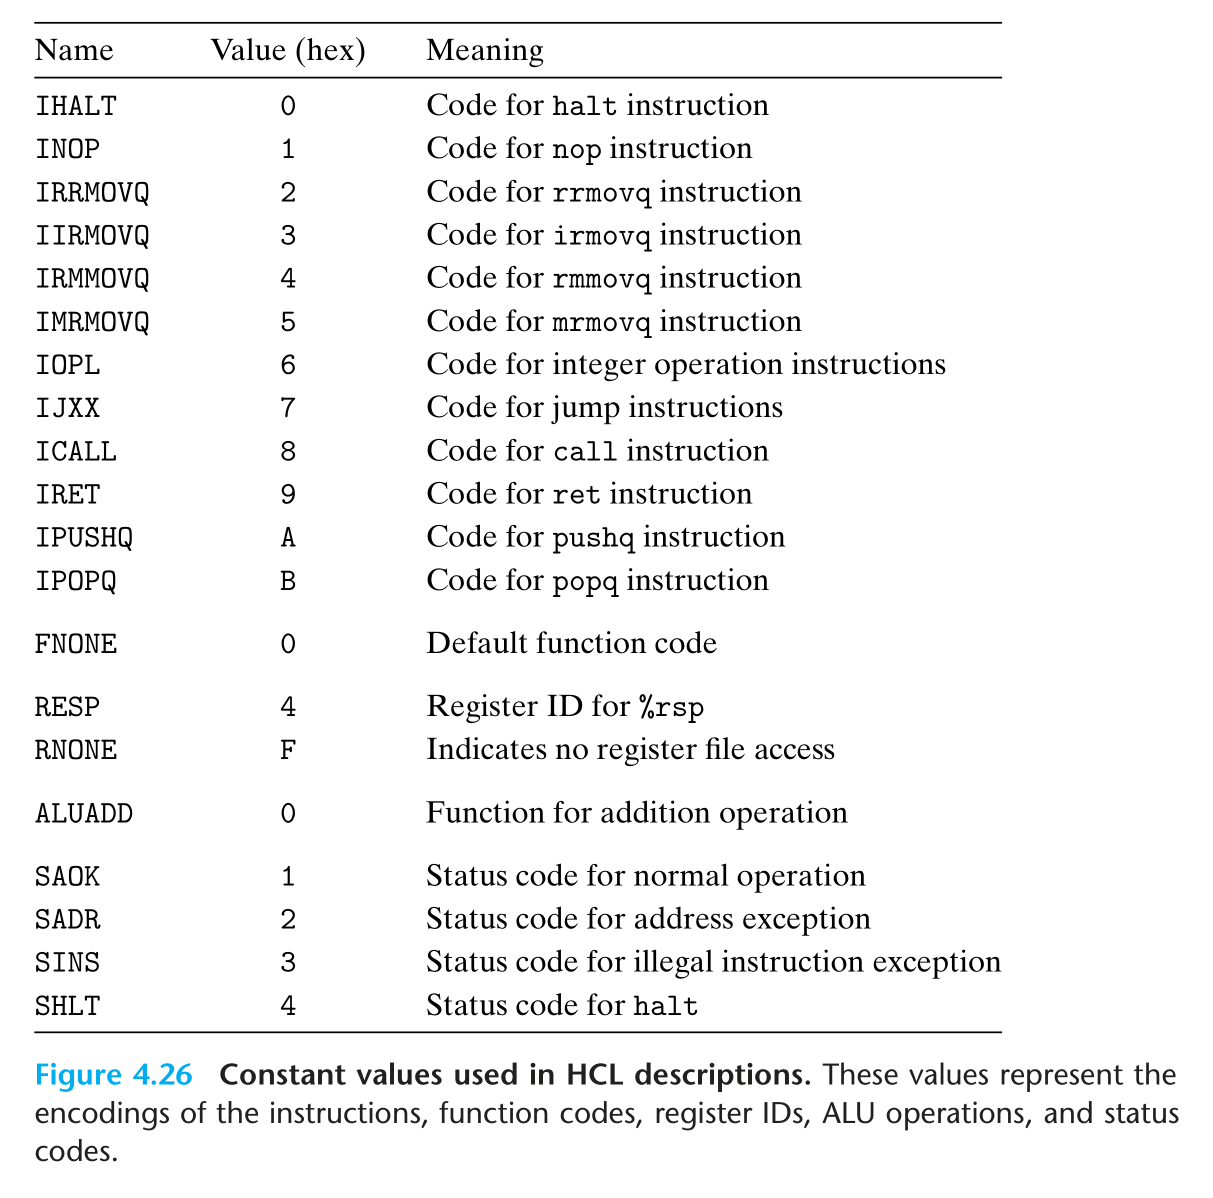 Name Value (hex) Meaning
IHALT 0 Code for halt instruction
INOP 1 Code for nop instruction
IRRMOVQ 2 Code for rrmovq instruction
IIRMOVQ 3 Code for irmovq instruction
IRMMOVQ 4 Code for rmmovq instruction
IMRMOVQ 5 Code for mrmovq instruction
IOPL 6 Code for integer operation instructions
IJXX 7 Code for jump instructions
ICALL 8 Code for call instruction
IRET 9 Code for ret instruction
IPUSHQ A Code for pushq instruction
IPOPQ B Code for popq instruction
FNONE 0 Default function code
RESP 4 Register ID for %rsp
RNONE F Indicates no register file access
ALUADD 0 Function for addition operation
SAOK 1 Status code for normal operation
SADR 2 Status code for address exception
SINS 3 Status code for illegal instruction exception
SHLT 4 Status code for halt
Figure 4.26 Constant values used in HCL descriptions. These values represent the
encodings of the instructions, function codes, register IDs, ALU operations, and status
codes.